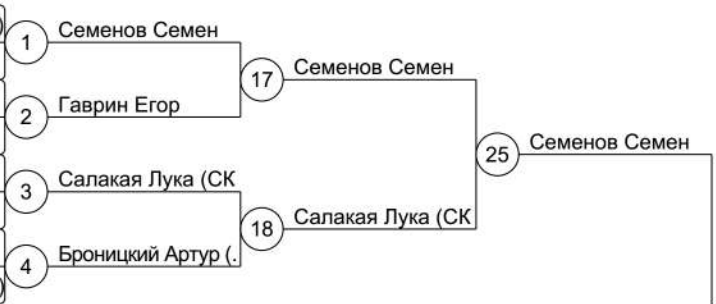 Семенов Семен
1
Семенов Семен
17
Гаврин Егор
2
Семенов Семен
25
Салакая Лука (СК
3
Салакая Лука (СК
18
Броницкий Артур (.
4